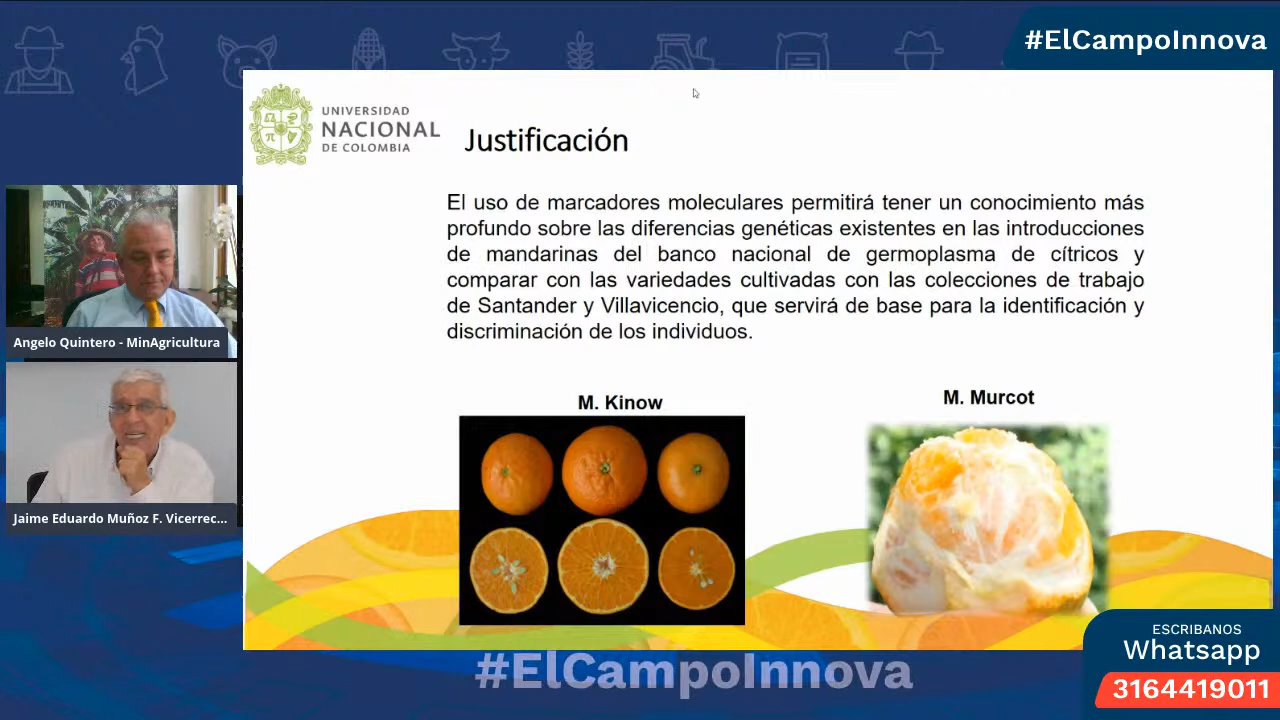 #ElCampoInnova
UNIVERSIDAD
NACIONAL
DE COLOMBIA
Justificación
El uso de marcadores moleculares permitirá tener un conocimiento más
profundo sobre las diferencias genéticas existentes en las introducciones
de mandarinas del banco nacional de germoplasma de cítricos y
comparar con las variedades cultivadas con las colecciones de trabajo
de Santander y Villavicencio, que servirá de base para la identificación y
discriminación de los individuos.
Angelo Quintero - MinAgricultura
Jaime Eduardo Muñoz F. Vicerrec...
M. Kinow
M. Murcot
ESCRIBANOS
Whatsapp
3164419011
#ElCampoInnova